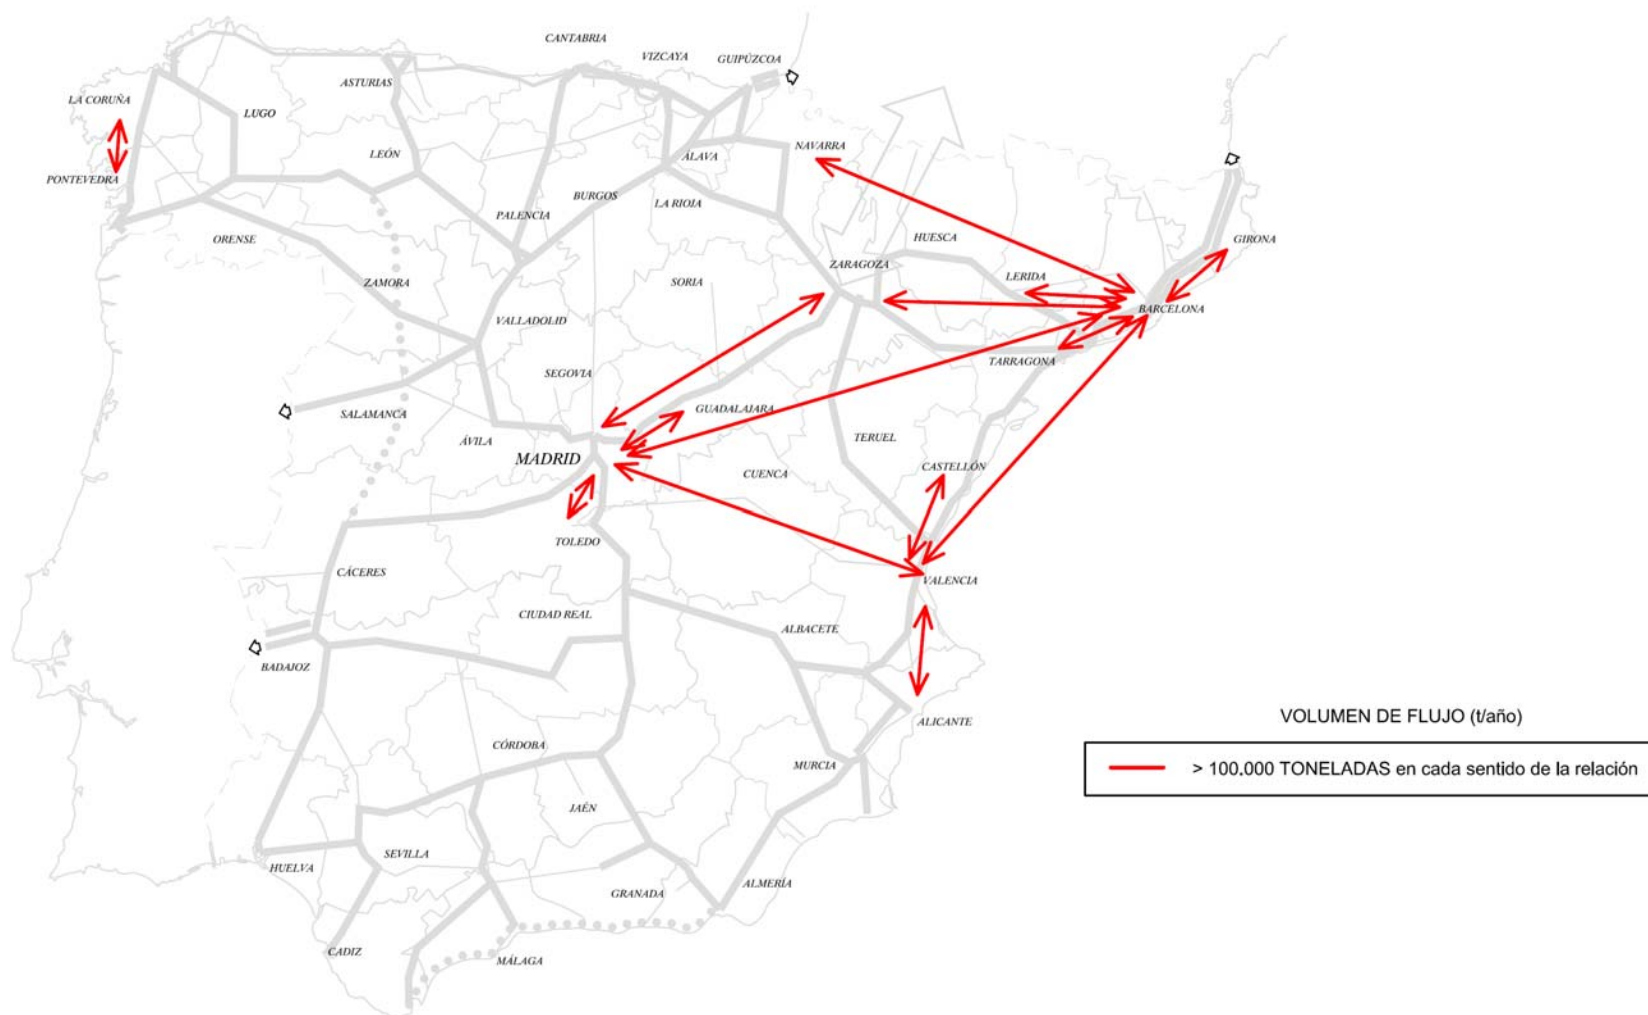 CANTABRIA
VIZCAYA
GUIPÚZCOA
ASTURIAS
LA CORUÑA
LUGO
NAVARRA
LEÓN
ÁLAVA
PONTEVEDRA
BURGOS
LA RIOJA
PALENCIA
ORENSE
HUESCA
GIRONA
ZARAGOZA
LERIDA
ZAMORA
SORIA
BARCELONA
VALLADOLID
TARRAGONA
SEGOVIA
GUADALAJARA
SALAMANCA
ÁVILA
TERUEL
MADRID
CASTELLÓN
CUENCA
TOLEDO
CÁCERES
VALENCIA
CIUDAD REAL
ALBACETE
BADAJOZ
ALICANTE
VOLUMEN DE FLUJO (t/año)
CÓRDOBA
MURCIA
> 100.000 TONELADAS en cada sentido de la relación
JAÉN
SEVILLA
HUELVA
ALMERÍA
GRANADA
CADIZ
MÁLAGA